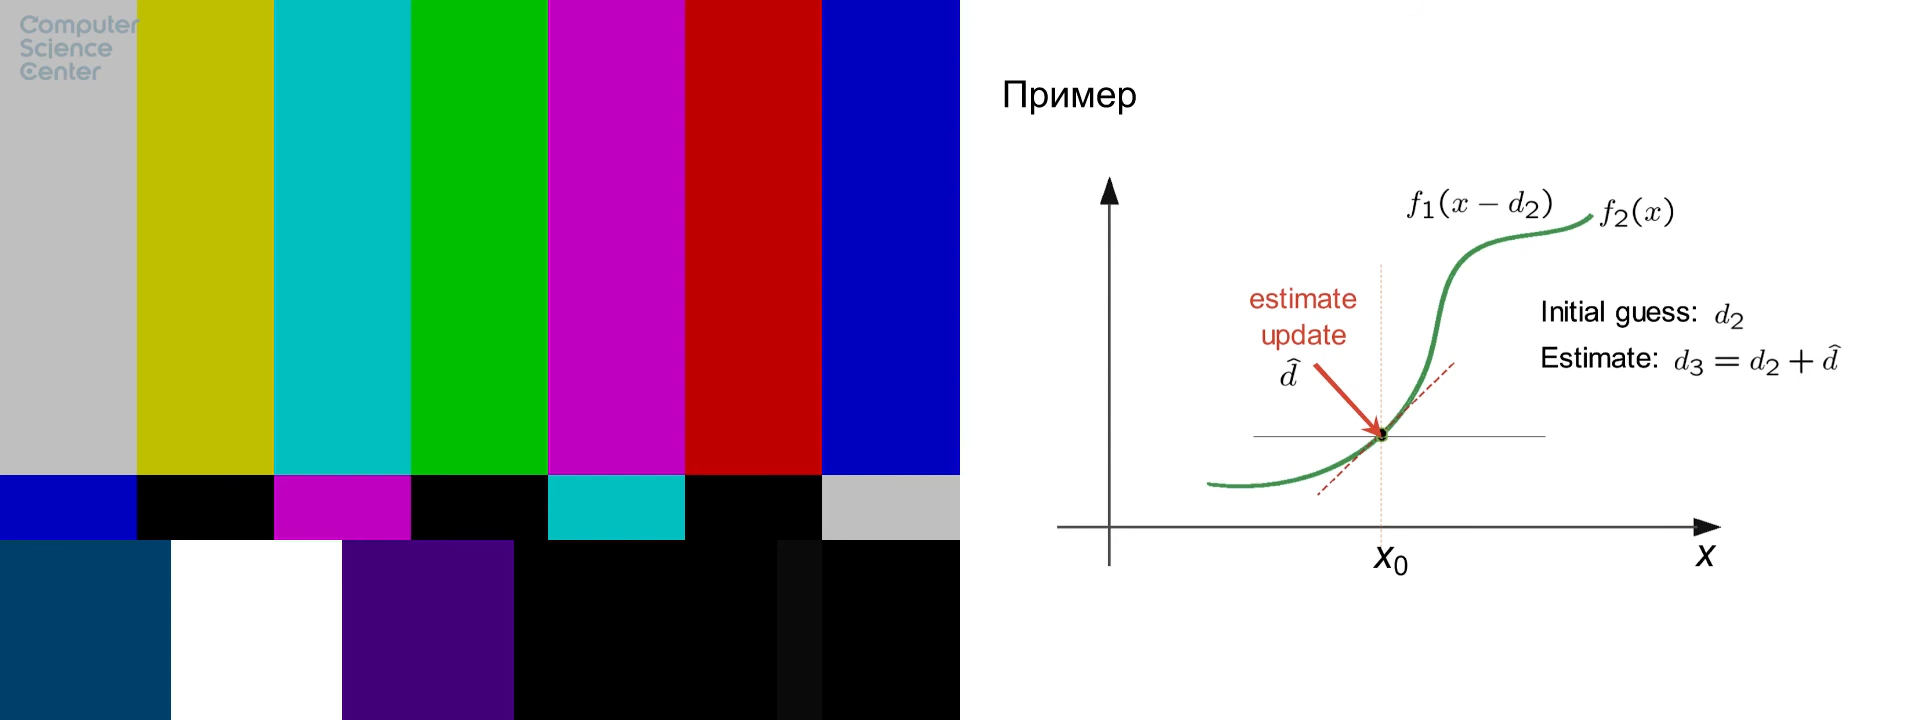 Computer
Science
Center
Пример
f₁(x − d₂)
f₂(x)
estimate
update
d̂
Initial guess: d₂
Estimate: d₃ = d₂ + d̂
x₀
x